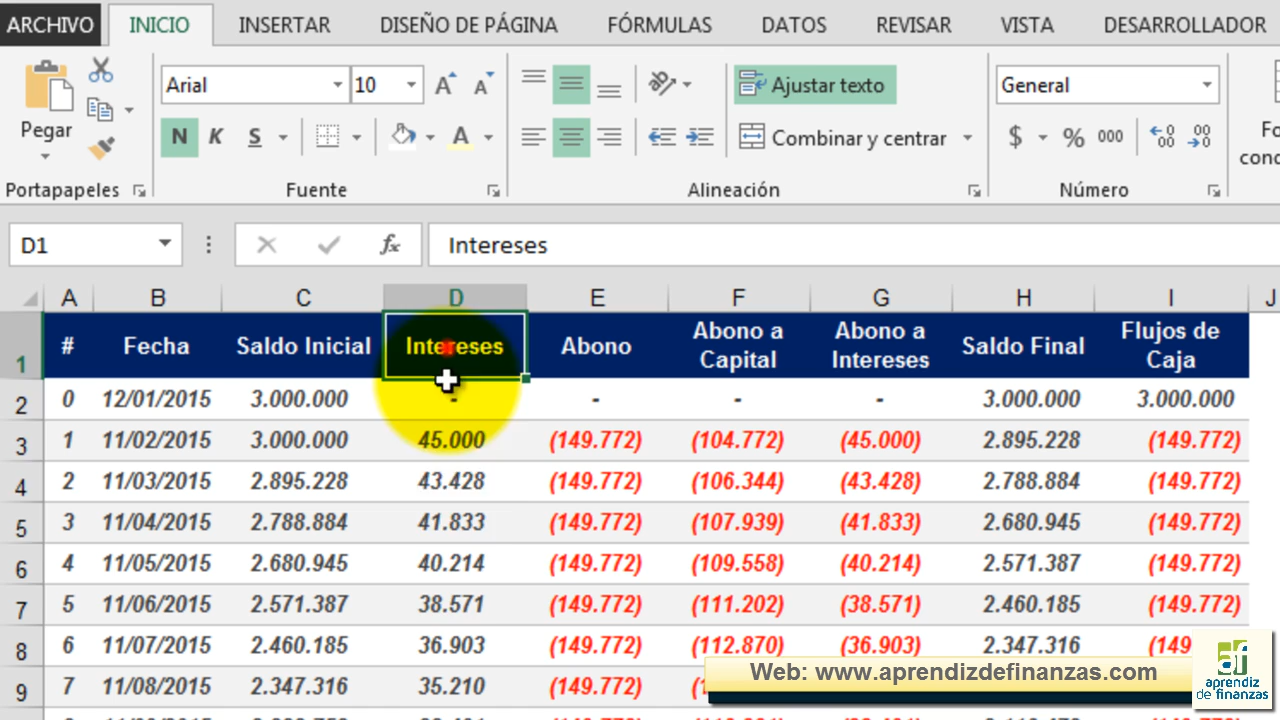 ARCHIVO INICIO INSERTAR DISEÑO DE PÁGINA FÓRMULAS DATOS REVISAR VISTA DESARROLLADOR
Arial 10 Ajustar texto General
Pegar N K S A Combinar y centrar $ % 000
Portapapeles Fuente Alineación Número
D1 fx Intereses
A B C D E F G H I J
1 # Fecha Saldo Inicial Intereses Abono Abono a Capital Abono a Intereses Saldo Final Flujos de Caja
2 0 12/01/2015 3.000.000 - - - - 3.000.000 3.000.000
3 1 11/02/2015 3.000.000 45.000 (149.772) (104.772) (45.000) 2.895.228 (149.772)
4 2 11/03/2015 2.895.228 43.428 (149.772) (106.344) (43.428) 2.788.884 (149.772)
5 3 11/04/2015 2.788.884 41.833 (149.772) (107.939) (41.833) 2.680.945 (149.772)
6 4 11/05/2015 2.680.945 40.214 (149.772) (109.558) (40.214) 2.571.387 (149.772)
7 5 11/06/2015 2.571.387 38.571 (149.772) (111.202) (38.571) 2.460.185 (149.772)
8 6 11/07/2015 2.460.185 36.903 (149.772) (112.870) (36.903) 2.347.316
9 7 11/08/2015 2.347.316 35.210 (149.772)
Web: www.aprendizdefinanzas.com
af
aprendiz
de finanzas